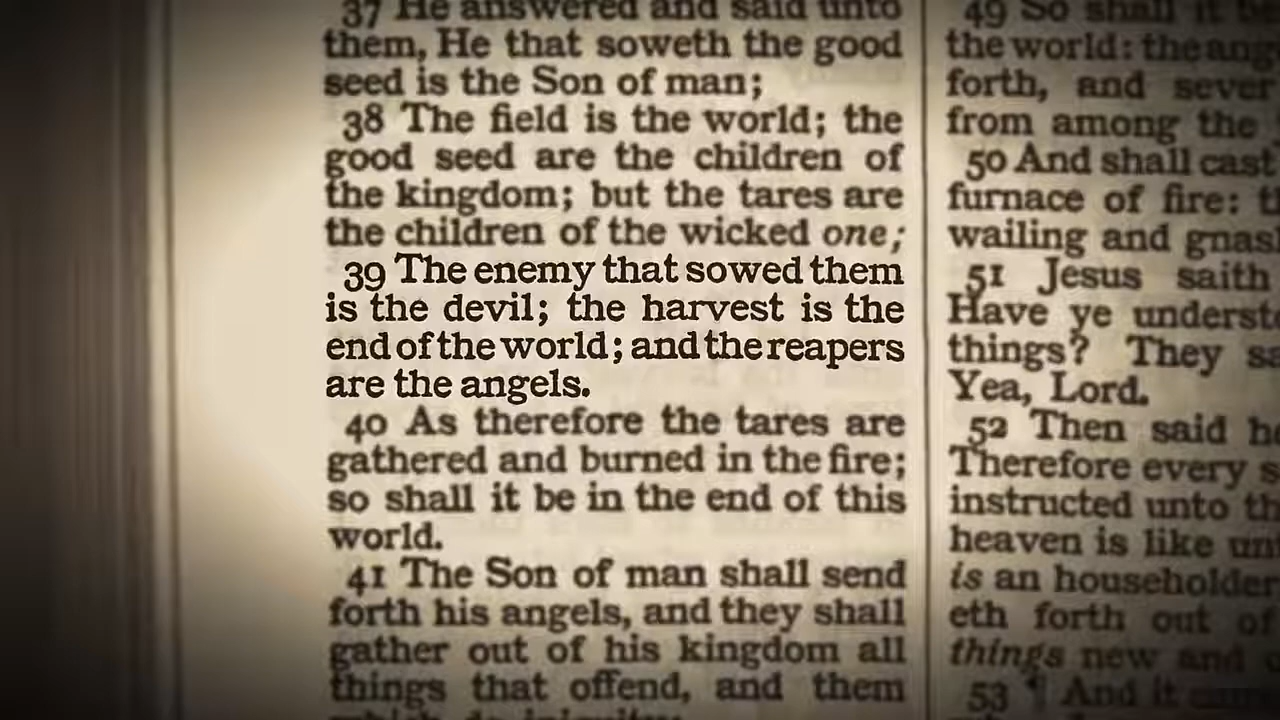 37 He answered and said unto
them, He that soweth the good
seed is the Son of man;
38 The field is the world; the
good seed are the children of
the kingdom; but the tares are
the children of the wicked one;
39 The enemy that sowed them
is the devil; the harvest is the
end of the world; and the reapers
are the angels.
40 As therefore the tares are
gathered and burned in the fire;
so shall it be in the end of this
world.
41 The Son of man shall send
forth his angels, and they shall
gather out of his kingdom all
things that offend, and them
49 So shall it be
the world: the ang
forth, and sever
from among the
50 And shall cast
furnace of fire: t
wailing and gnas
51 Jesus saith
Have ye underst
things? They sa
Yea, Lord.
52 Then said he
Therefore every s
instructed unto th
heaven is like un
is an householder
eth forth out of
things new and
53 ¶ And it